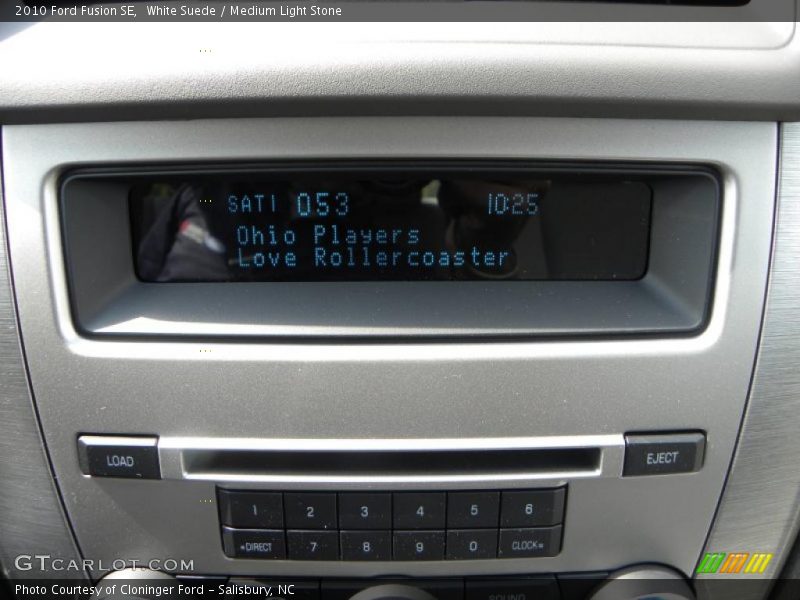 2010 Ford Fusion SE, White Suede / Medium Light Stone
SAT1 053 10:25
Ohio Players
Love Rollercoaster
LOAD
EJECT
1 2 3 4 5 6
*DIRECT 7 8 9 0 CLOCK
SOUND
GTCARLOT.COM
Photo Courtesy of Cloninger Ford - Salisbury, NC